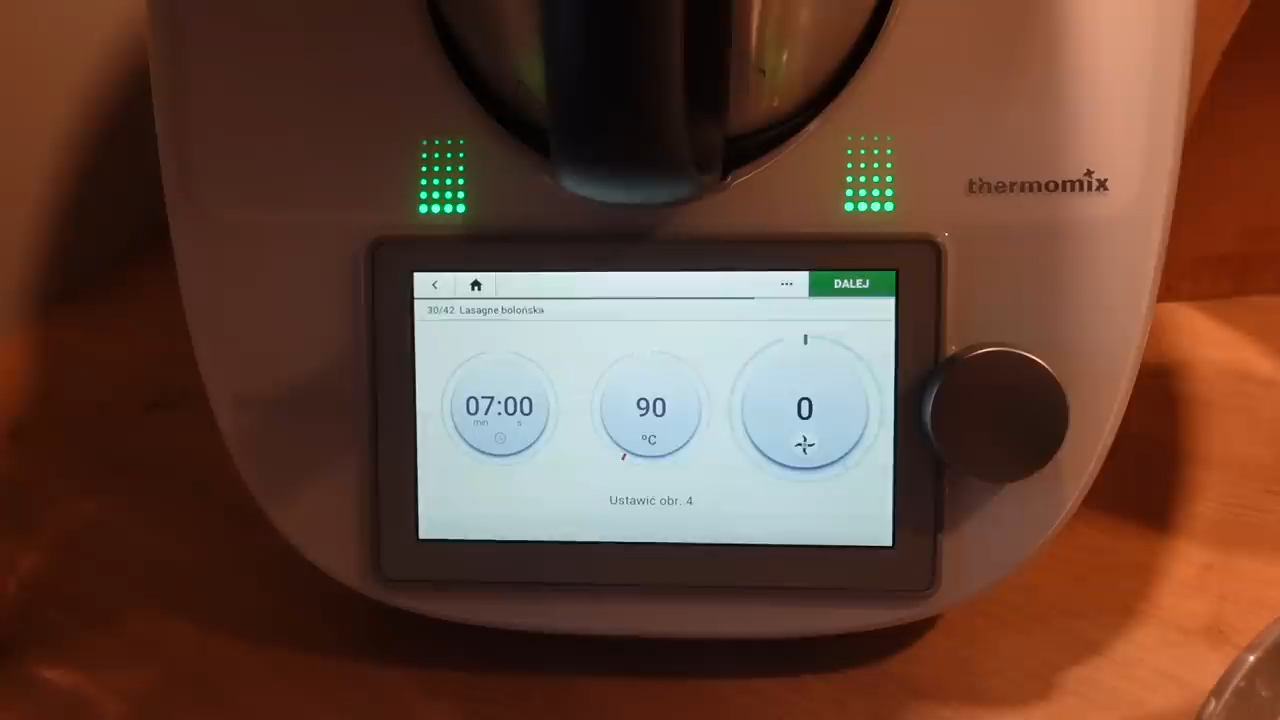 thermomix
DALEJ
30/42 Lasagne bolońska
07:00
min s
90
°C
0
Ustawić obr. 4